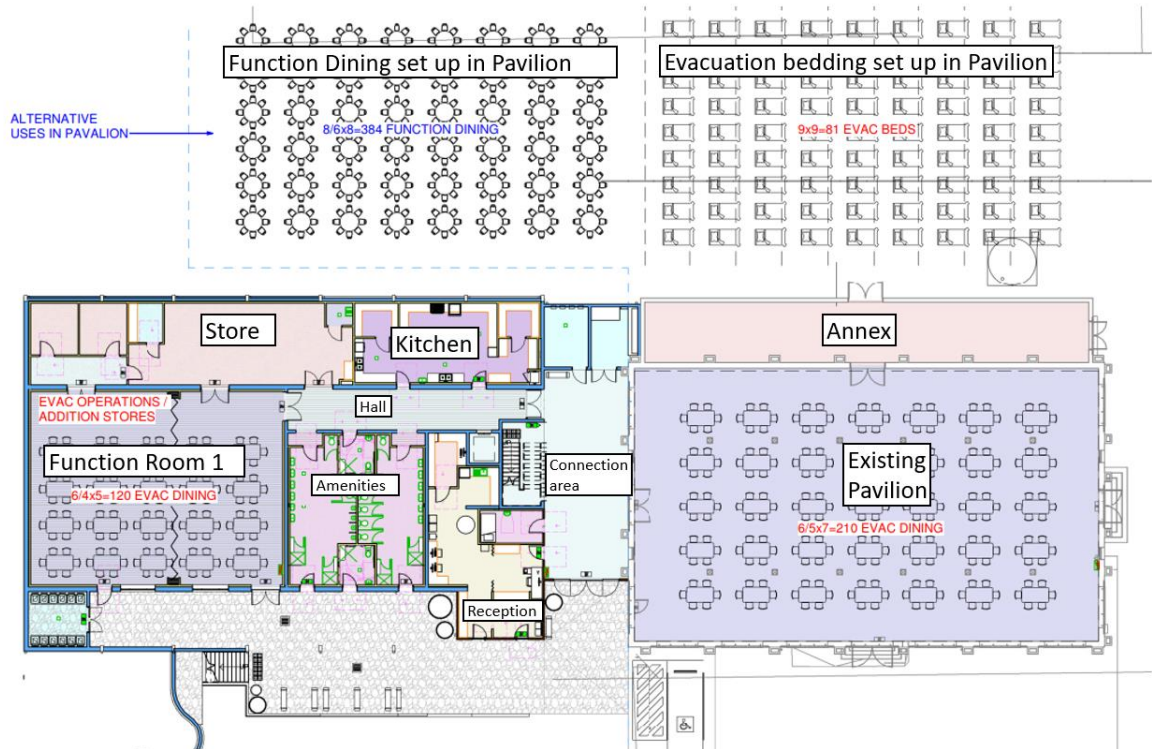 Function Dining set up in Pavilion
Evacuation bedding set up in Pavilion
ALTERNATIVE
USES IN PAVALION
8/6x8=384 FUNCTION DINING
9x9=81 EVAC BEDS
Store
Kitchen
Annex
EVAC OPERATIONS /
ADDITION STORES
Hall
Function Room 1
6/4x5=120 EVAC DINING
Amenities
Connection
area
Existing
Pavilion
6/5x7=210 EVAC DINING
Reception